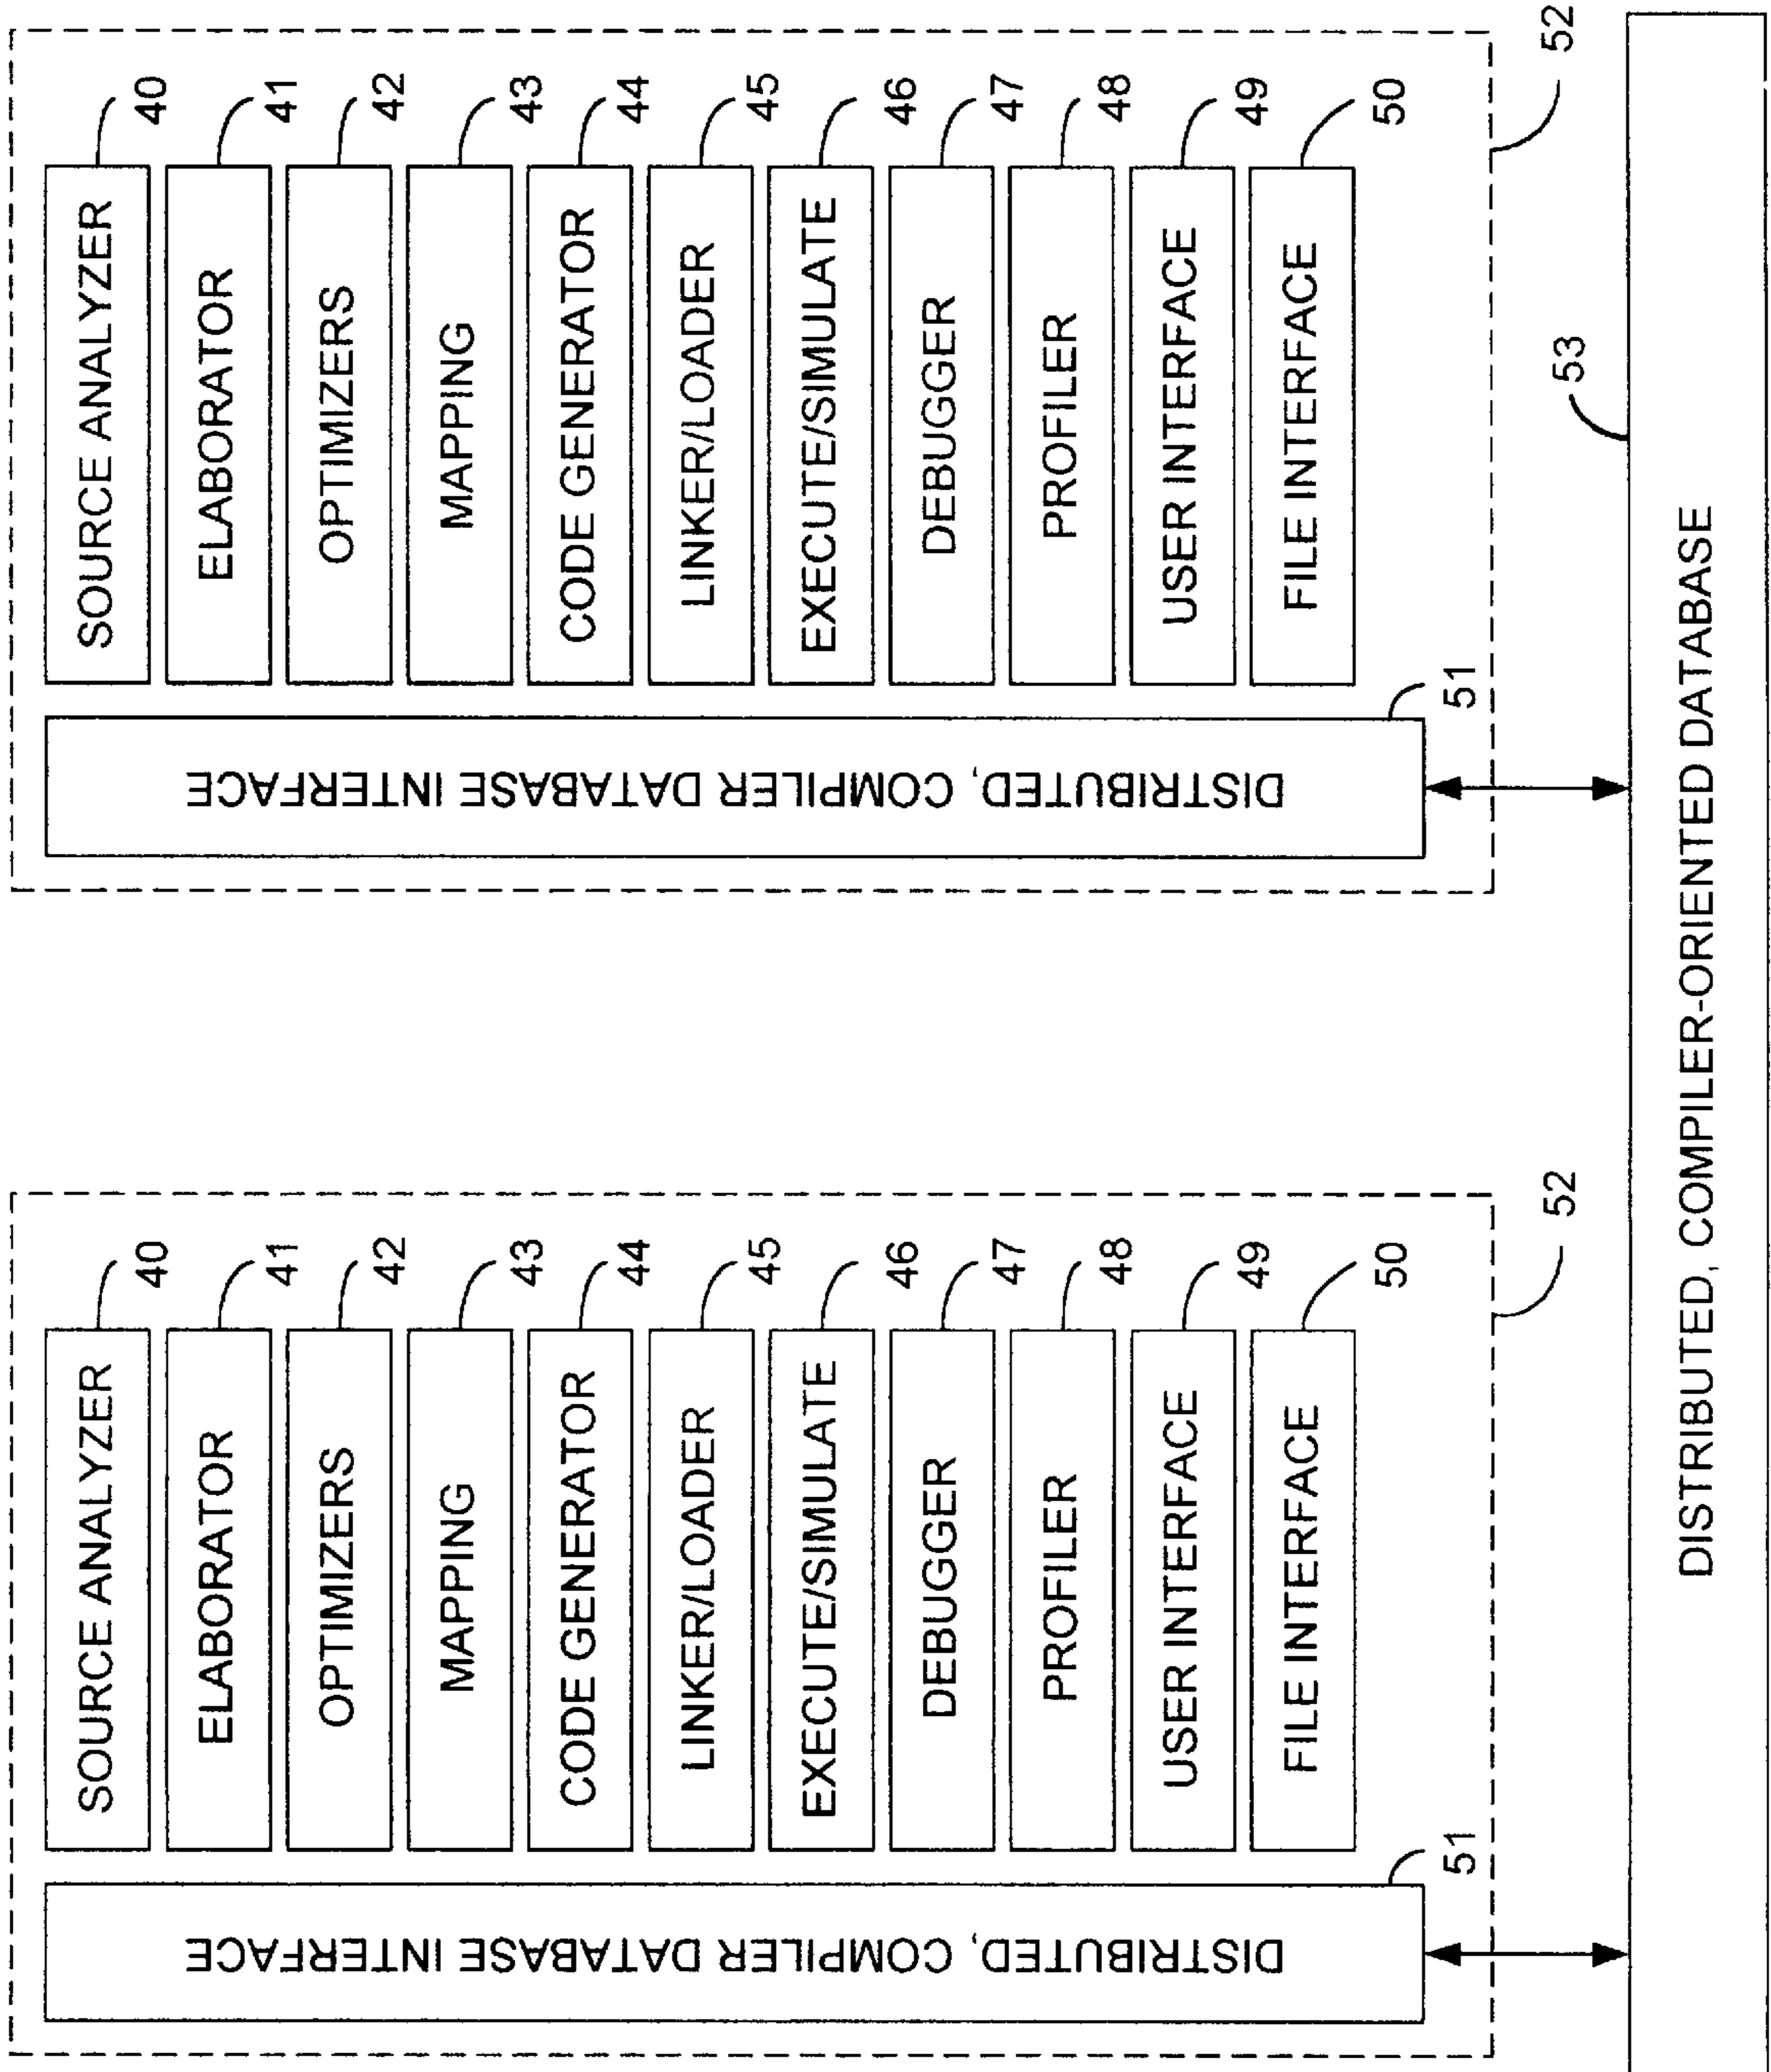 DISTRIBUTED, COMPILER DATABASE INTERFACE
SOURCE ANALYZER
40
ELABORATOR
41
OPTIMIZERS
42
MAPPING
43
CODE GENERATOR
44
LINKER/LOADER
45
EXECUTE/SIMULATE
46
DEBUGGER
47
PROFILER
48
USER INTERFACE
49
FILE INTERFACE
50
51
52
DISTRIBUTED, COMPILER DATABASE INTERFACE
SOURCE ANALYZER
40
ELABORATOR
41
OPTIMIZERS
42
MAPPING
43
CODE GENERATOR
44
LINKER/LOADER
45
EXECUTE/SIMULATE
46
DEBUGGER
47
PROFILER
48
USER INTERFACE
49
FILE INTERFACE
50
51
52
53
DISTRIBUTED, COMPILER-ORIENTED DATABASE